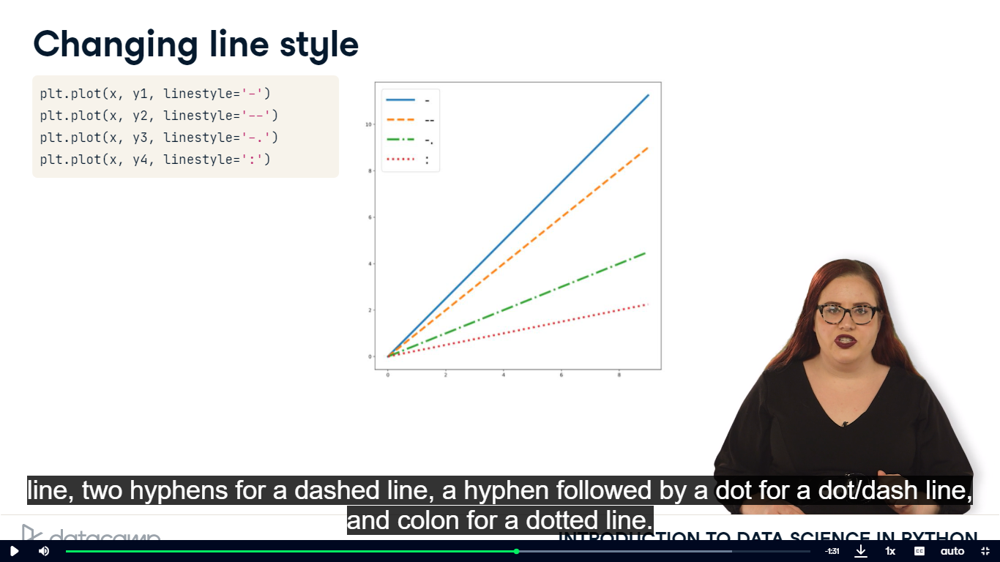 Changing line style
plt.plot(x, y1, linestyle='-')
plt.plot(x, y2, linestyle='--')
plt.plot(x, y3, linestyle='-.')
plt.plot(x, y4, linestyle=':')
-
--
-.
:
10
8
6
4
2
0
0 2 4 6 8
line, two hyphens for a dashed line, a hyphen followed by a dot for a dot/dash line,
and colon for a dotted line.
datacamp
INTRODUCTION TO DATA SCIENCE IN PYTHON
-1:31 1x CC auto